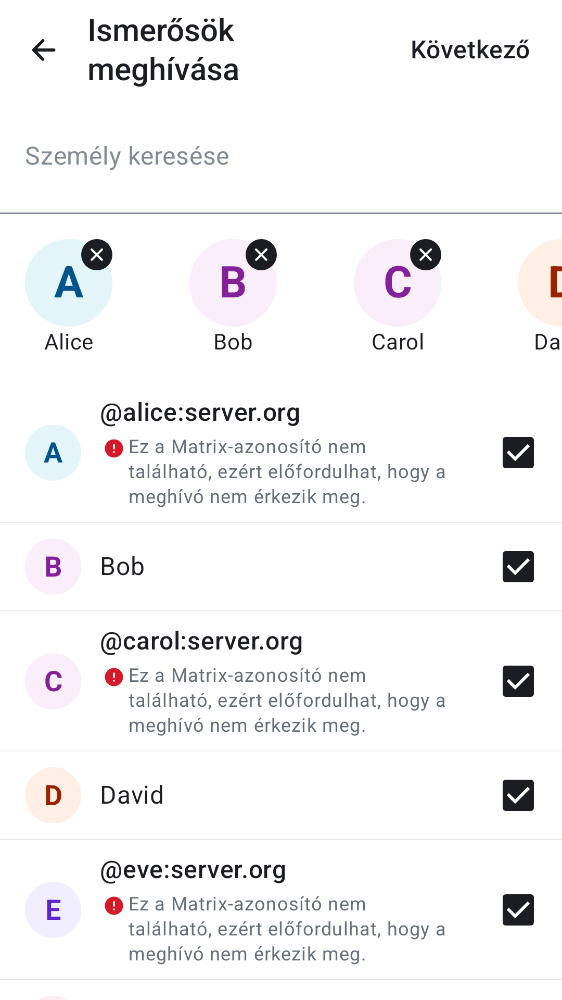 Ismerősök
meghívása
Következő
Személy keresése
A
B
C
D
Alice
Bob
Carol
Da
@alice:server.org
A
Ez a Matrix-azonosító nem
található, ezért előfordulhat, hogy a
meghívó nem érkezik meg.
B
Bob
@carol:server.org
C
Ez a Matrix-azonosító nem
található, ezért előfordulhat, hogy a
meghívó nem érkezik meg.
D
David
@eve:server.org
E
Ez a Matrix-azonosító nem
található, ezért előfordulhat, hogy a
meghívó nem érkezik meg.